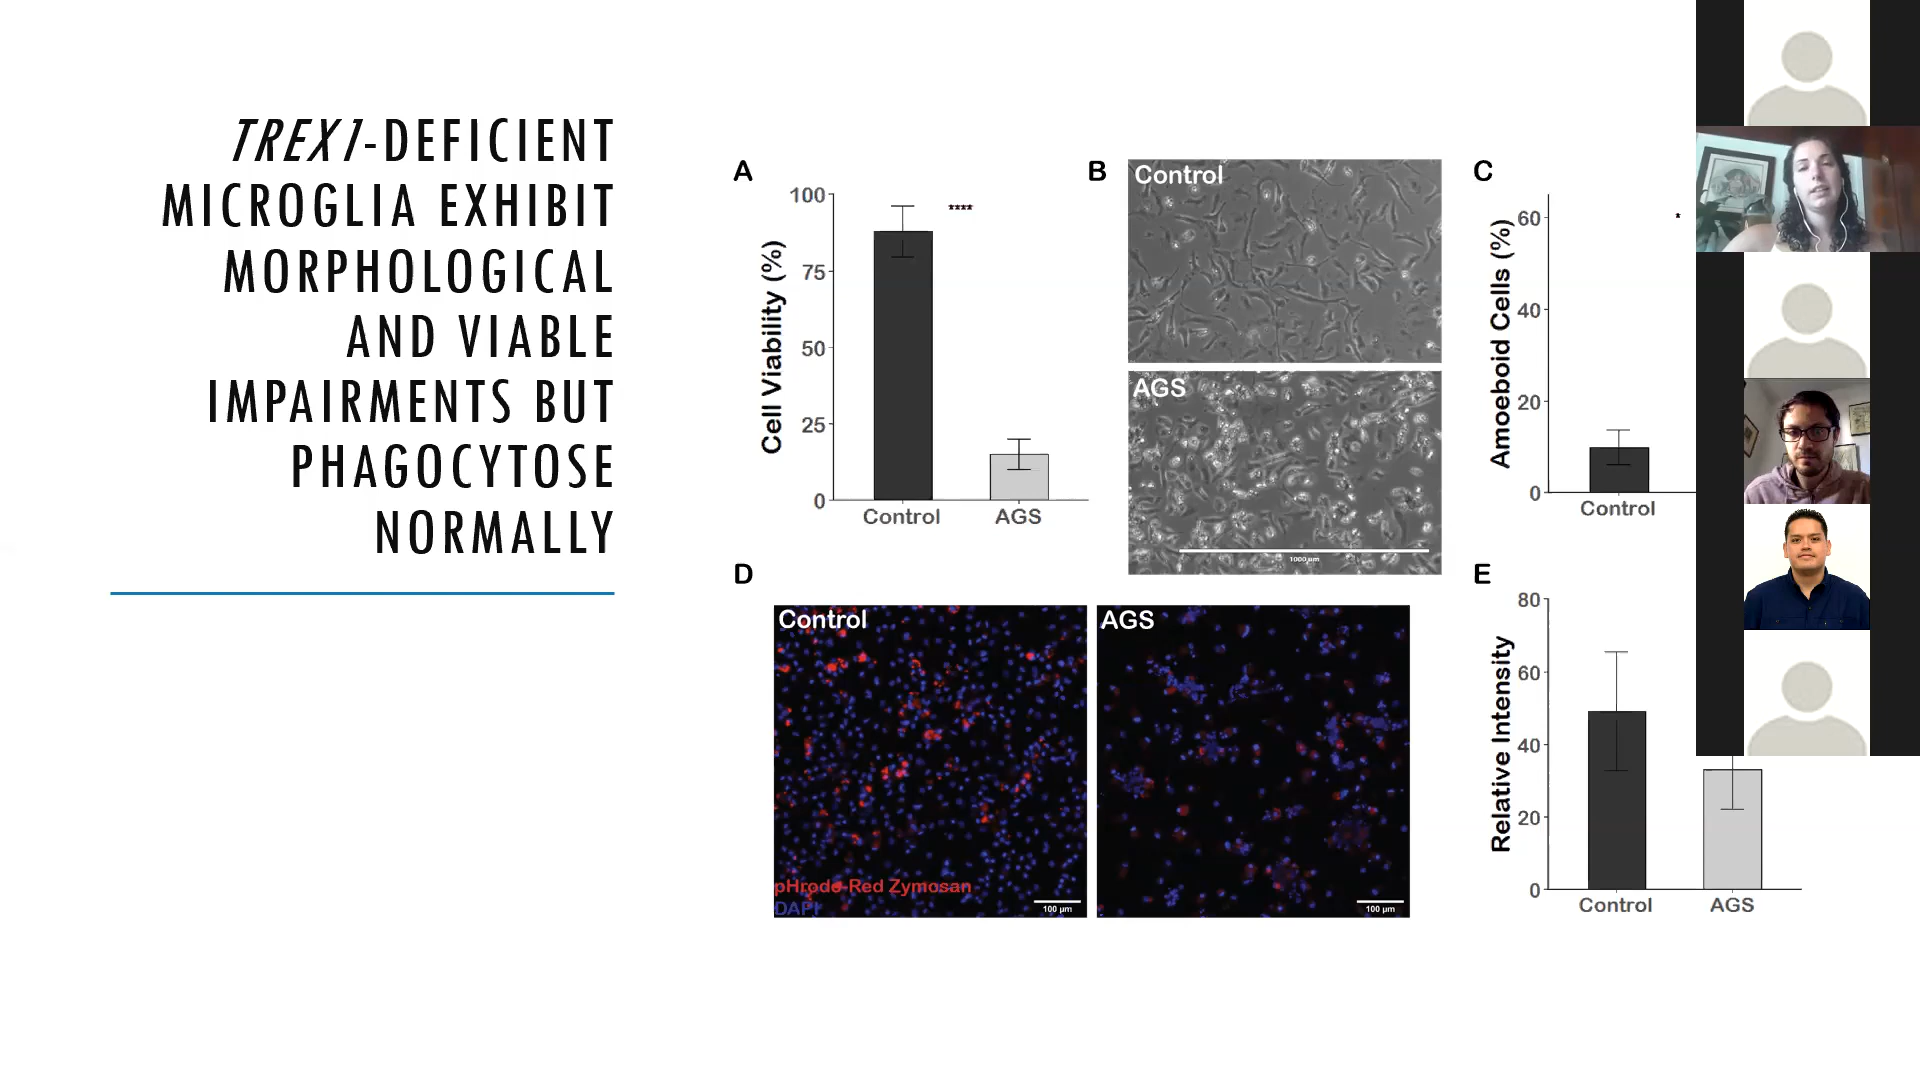 TREX1-DEFICIENT
MICROGLIA EXHIBIT
MORPHOLOGICAL
AND VIABLE
IMPAIRMENTS BUT
PHAGOCYTOSE
NORMALLY
A
Cell Viability (%)
100
75
50
25
0
****
Control
AGS
B
Control
AGS
1000 µm
C
Amoeboid Cells (%)
60
40
20
0
*
Control
D
Control
pHrodo-Red Zymosan
DAPI
100 µm
AGS
100 µm
E
Relative Intensity
80
60
40
20
0
Control
AGS